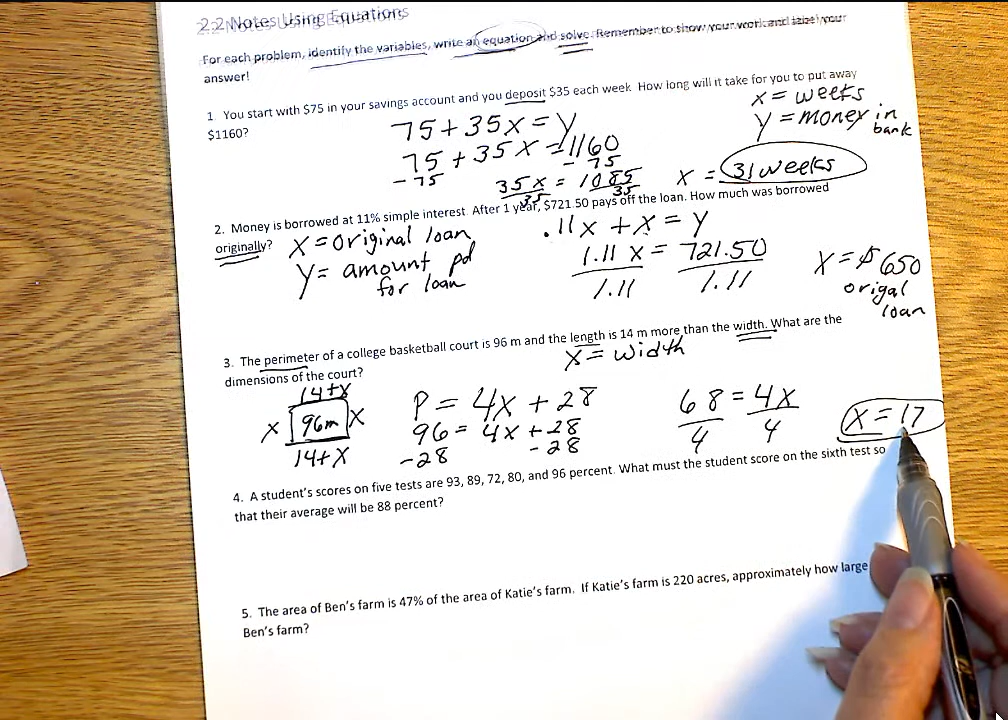 2.2 Notes Using Equations
For each problem, identify the variables, write an equation and solve. Remember to show your work and label your
answer!
1. You start with $75 in your savings account and you deposit $35 each week. How long will it take for you to put away
$1160?
x = weeks
y = money in
bank
75 + 35x = y
75 + 35x = 1160
- 75 - 75
35x = 1085
35 35
x = 31 weeks
2. Money is borrowed at 11% simple interest. After 1 year, $721.50 pays off the loan. How much was borrowed
originally?
x = original loan
y = amount pd
for loan
.11x + x = y
1.11x = 721.50
1.11 1.11
x = $650
origal
loan
3. The perimeter of a college basketball court is 96 m and the length is 14 m more than the width. What are the
dimensions of the court?
x = width
14+x
x 96m x
14+x
P = 4x + 28
96 = 4x + 28
-28 - 28
68 = 4x
4 4
x = 17
4. A student's scores on five tests are 93, 89, 72, 80, and 96 percent. What must the student score on the sixth test so
that their average will be 88 percent?
5. The area of Ben's farm is 47% of the area of Katie's farm. If Katie's farm is 220 acres, approximately how large
Ben's farm?